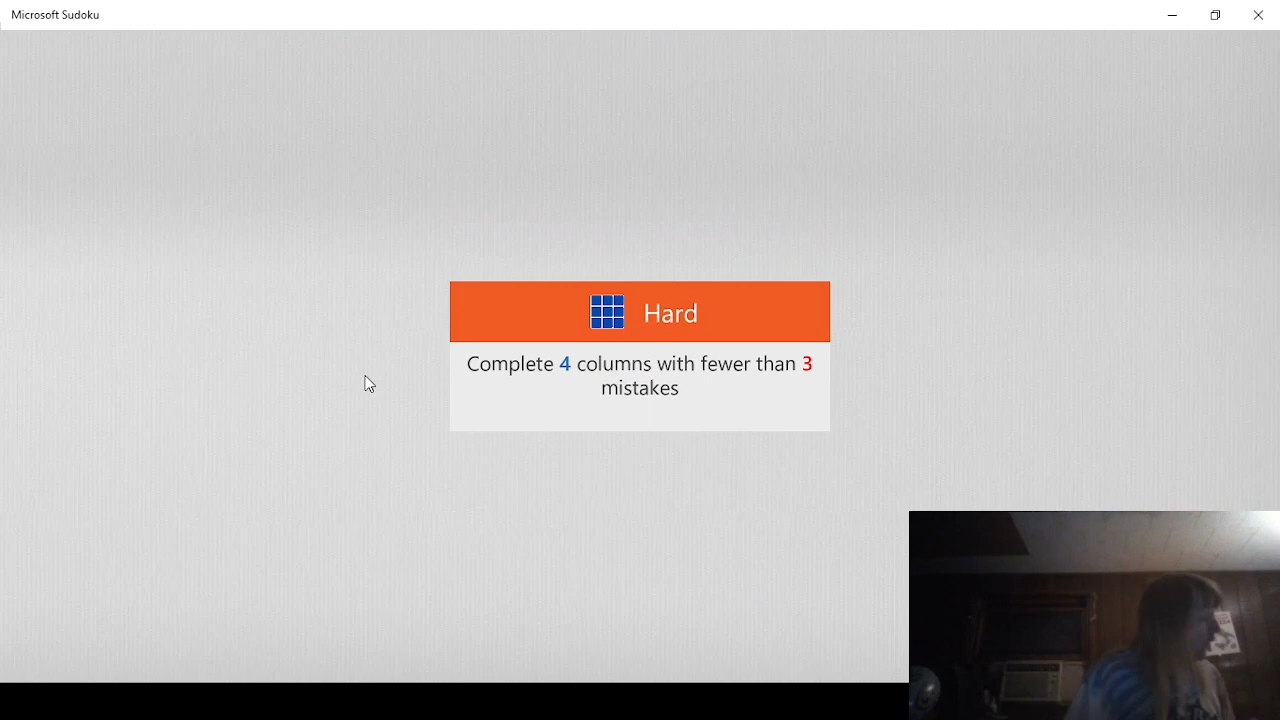 Microsoft Sudoku
Hard
Complete 4 columns with fewer than 3
mistakes